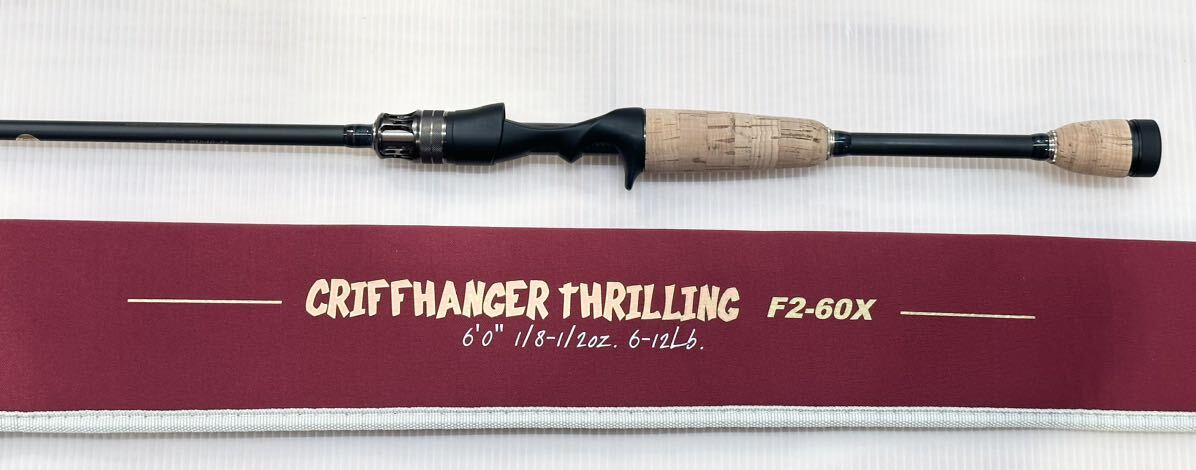 CRIFFHANGER THRILLING F2-60X
6'0" 1/8-1/2oz. 6-12Lb.